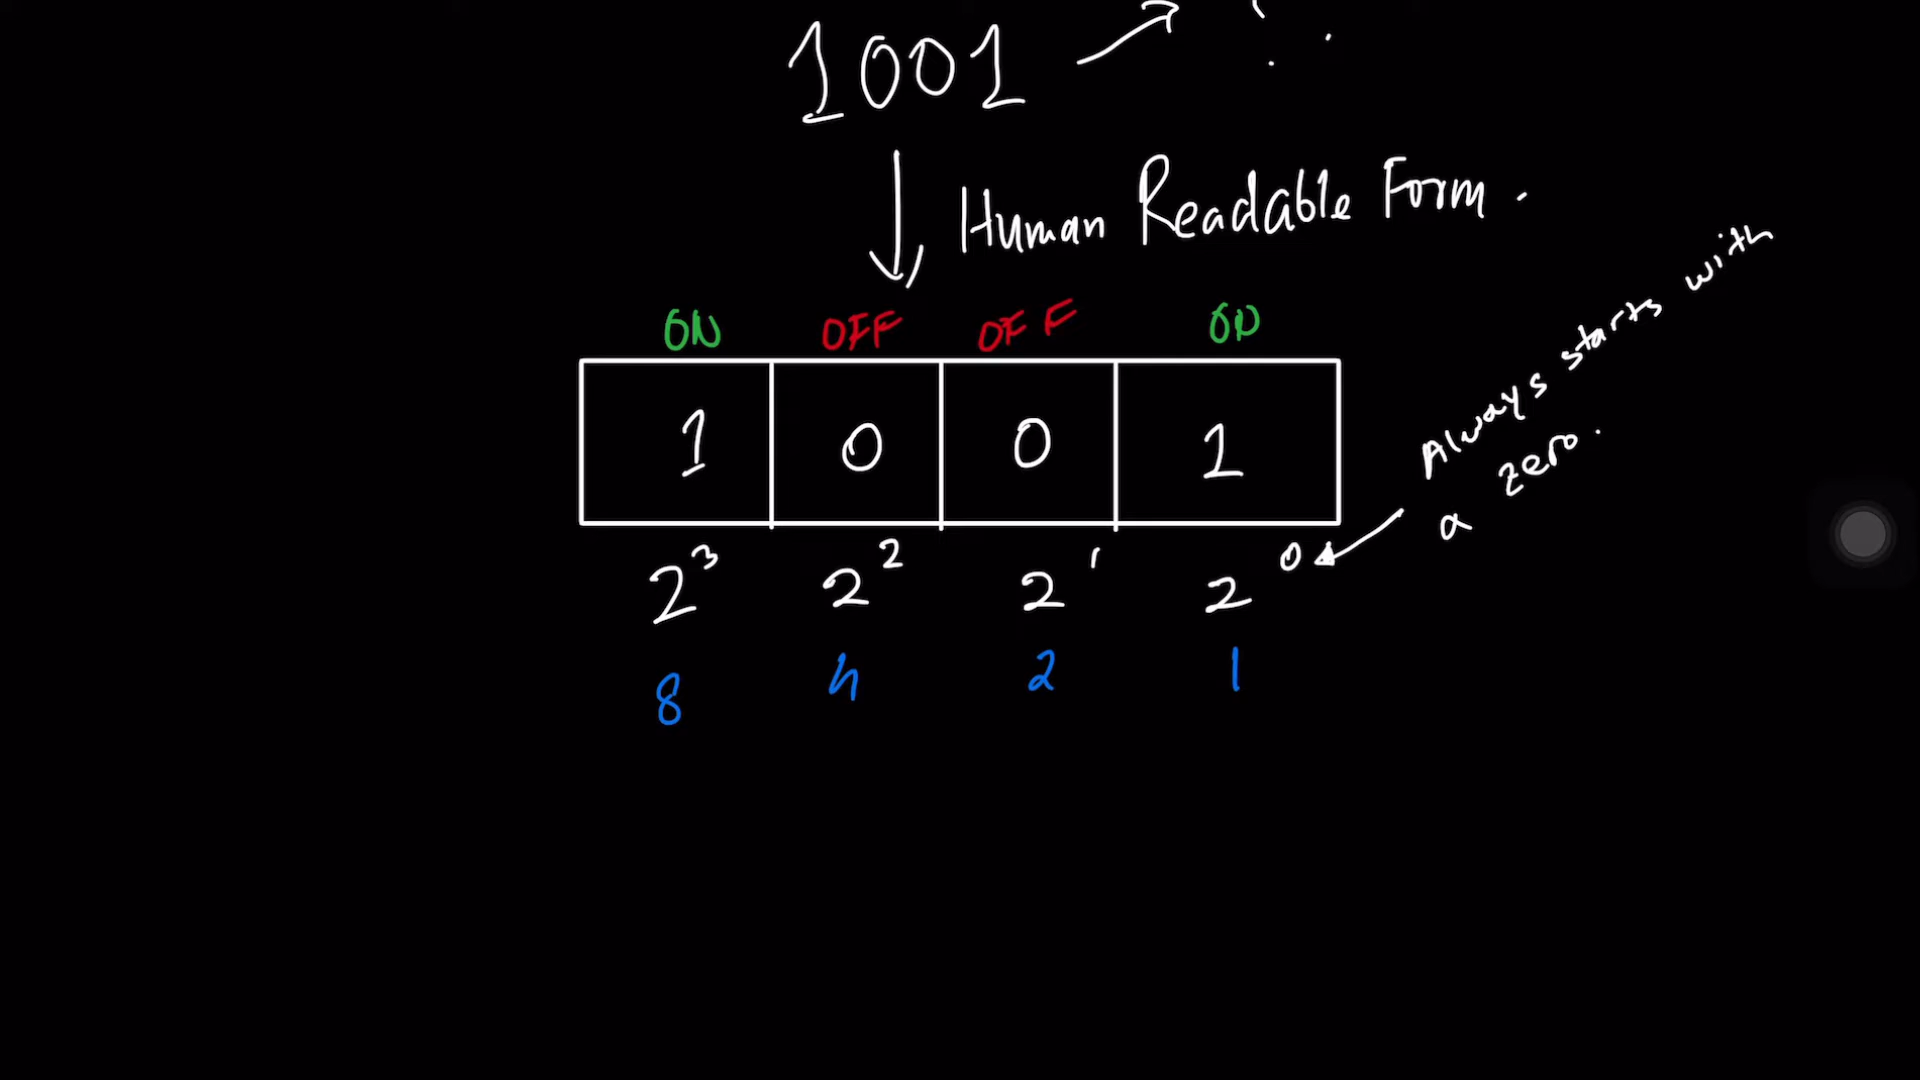 1001
Human Readable Form.
ON OFF OFF ON
1 0 0 1
2³ 2² 2¹ 2⁰
8 4 2 1
Always starts with
a zero.